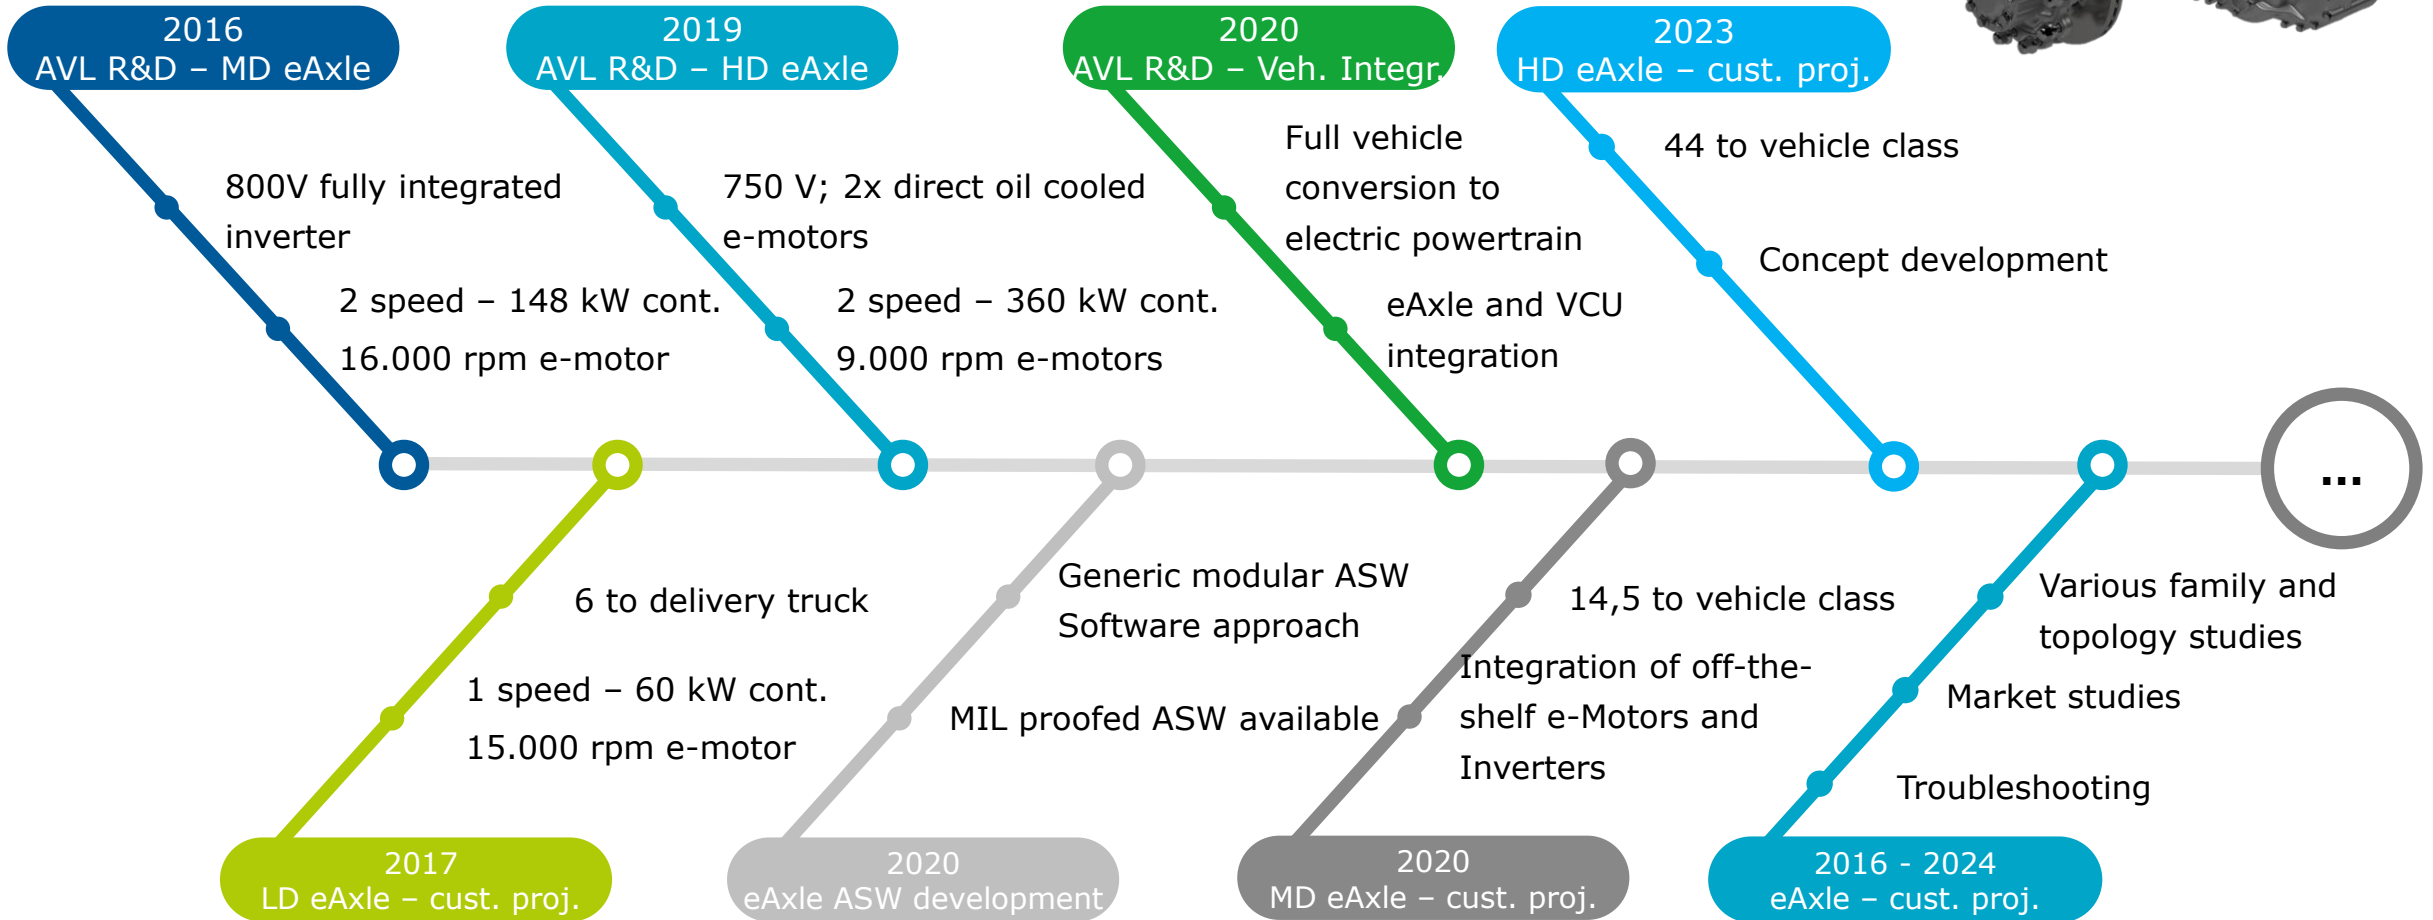 2016
AVL R&D – MD eAxle
800V fully integrated
inverter
2 speed – 148 kW cont.
16.000 rpm e-motor
2019
AVL R&D – HD eAxle
750 V; 2x direct oil cooled
e-motors
2 speed – 360 kW cont.
9.000 rpm e-motors
2020
AVL R&D – Veh. Integr.
Full vehicle
conversion to
electric powertrain
eAxle and VCU
integration
2023
HD eAxle – cust. proj.
44 to vehicle class
Concept development
...
6 to delivery truck
1 speed – 60 kW cont.
15.000 rpm e-motor
2017
LD eAxle – cust. proj.
Generic modular ASW
Software approach
MIL proofed ASW available
2020
eAxle ASW development
14,5 to vehicle class
Integration of off-the-
shelf e-Motors and
Inverters
2020
MD eAxle – cust. proj.
Various family and
topology studies
Market studies
Troubleshooting
2016 - 2024
eAxle – cust. proj.